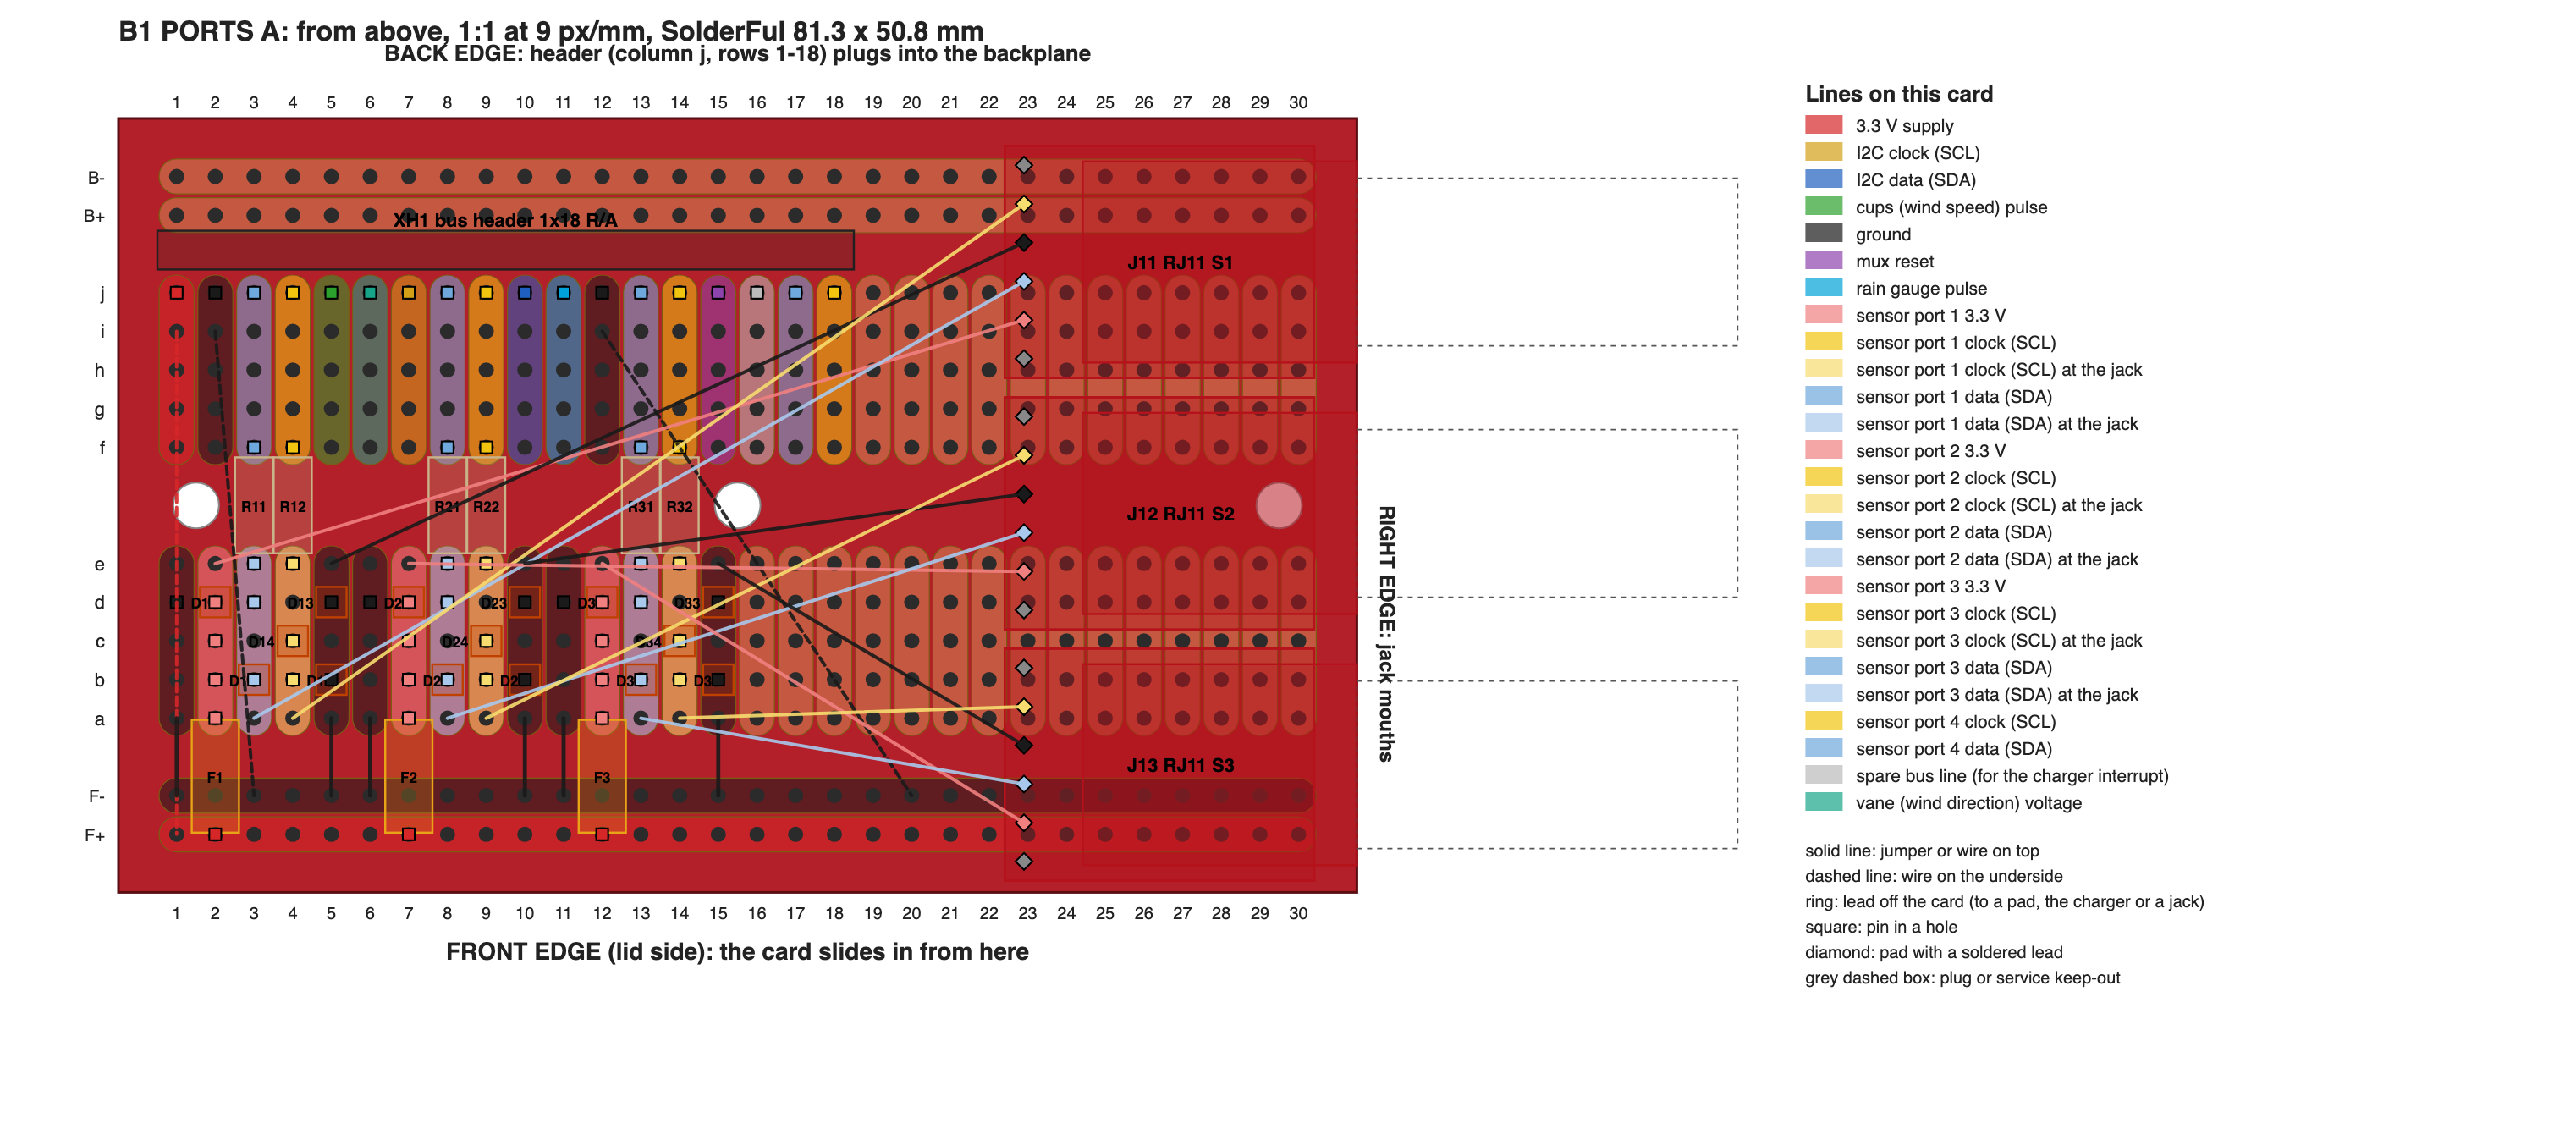 B1 PORTS A: from above, 1:1 at 9 px/mm, SolderFul 81.3 x 50.8 mm
BACK EDGE: header (column j, rows 1-18) plugs into the backplane
1 2 3 4 5 6 7 8 9 10 11 12 13 14 15 16 17 18 19 20 21 22 23 24 25 26 27 28 29 30
B-
B+
XH1 bus header 1x18 R/A
J11 RJ11 S1
j
i
h
g
f
R11 R12 R21 R22 R31 R32
J12 RJ11 S2
e
d
D13 D23 D33
c
D14 D24
b
a
F1 F2 F3
J13 RJ11 S3
F-
F+
RIGHT EDGE: jack mouths
1 2 3 4 5 6 7 8 9 10 11 12 13 14 15 16 17 18 19 20 21 22 23 24 25 26 27 28 29 30
FRONT EDGE (lid side): the card slides in from here
Lines on this card
3.3 V supply
I2C clock (SCL)
I2C data (SDA)
cups (wind speed) pulse
ground
mux reset
rain gauge pulse
sensor port 1 3.3 V
sensor port 1 clock (SCL)
sensor port 1 clock (SCL) at the jack
sensor port 1 data (SDA)
sensor port 1 data (SDA) at the jack
sensor port 2 3.3 V
sensor port 2 clock (SCL)
sensor port 2 clock (SCL) at the jack
sensor port 2 data (SDA)
sensor port 2 data (SDA) at the jack
sensor port 3 3.3 V
sensor port 3 clock (SCL)
sensor port 3 clock (SCL) at the jack
sensor port 3 data (SDA)
sensor port 3 data (SDA) at the jack
sensor port 4 clock (SCL)
sensor port 4 data (SDA)
spare bus line (for the charger interrupt)
vane (wind direction) voltage
solid line: jumper or wire on top
dashed line: wire on the underside
ring: lead off the card (to a pad, the charger or a jack)
square: pin in a hole
diamond: pad with a soldered lead
grey dashed box: plug or service keep-out